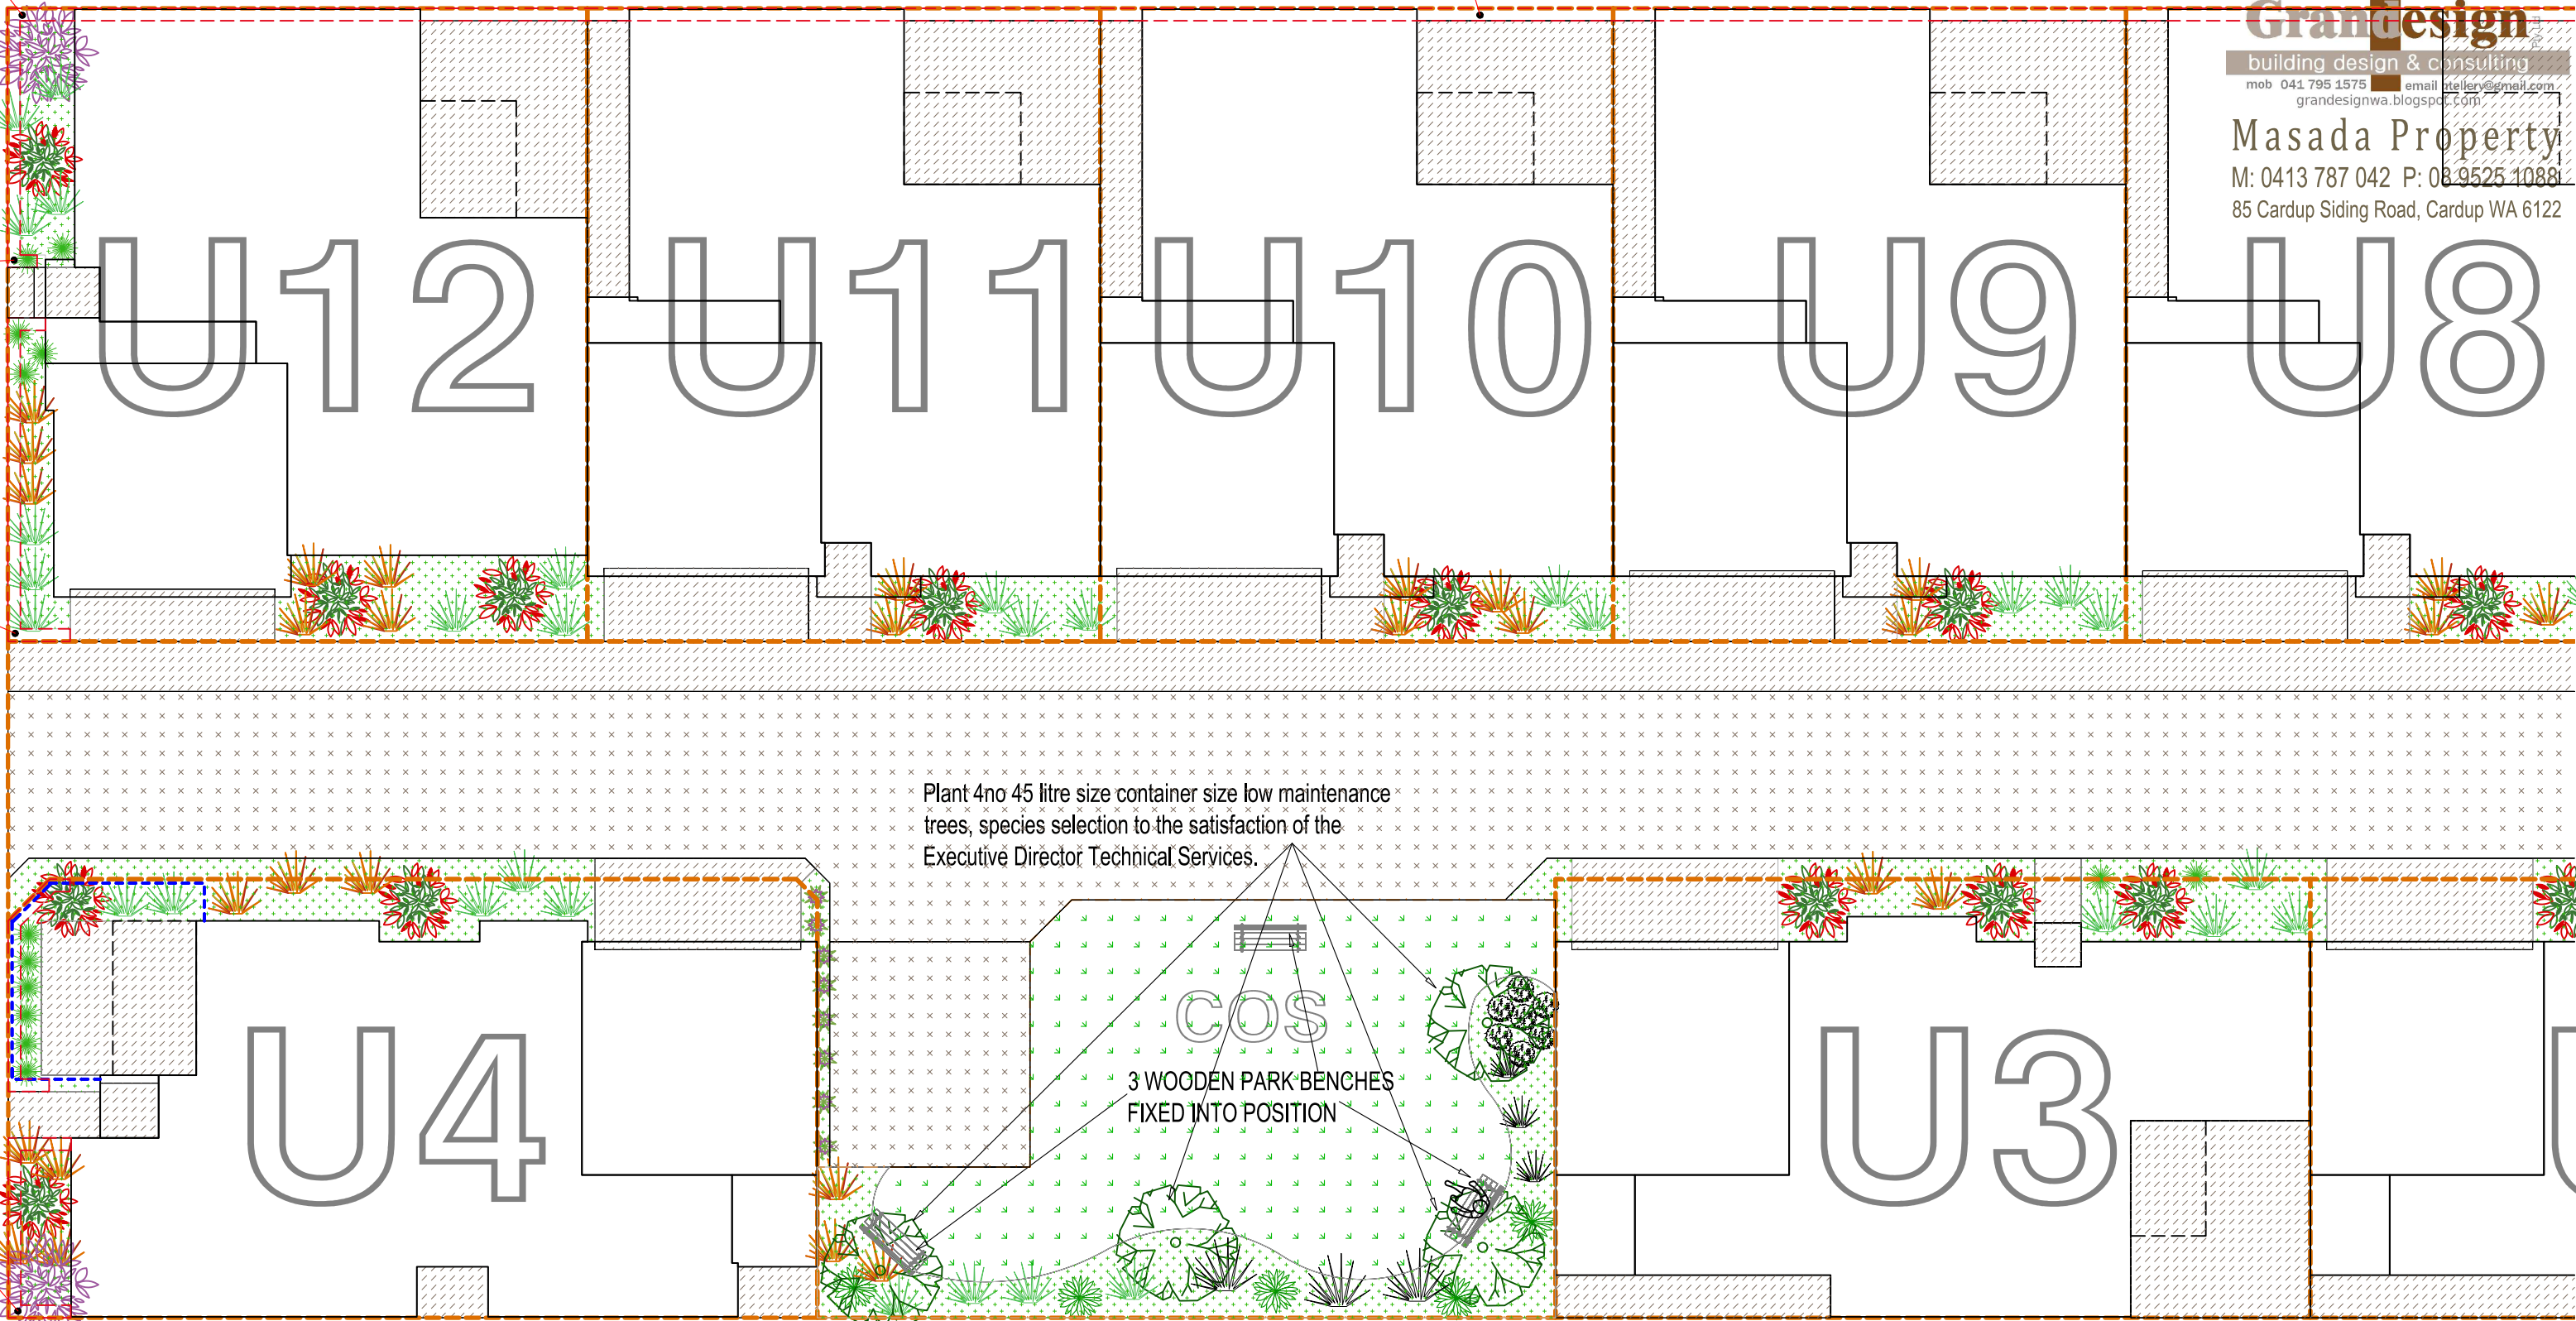 Grandesign
Pty Ltd
building design & consulting
mob 041 795 1575 email
grandesignwa.blogspot.com
Masada Property
M: 0413 787 042 P: 08 9525 1088
85 Cardup Siding Road, Cardup WA 6122
U12 U11 U10 U9 U8
Plant 4no 45 litre size container size low maintenance
trees, species selection to the satisfaction of the
Executive Director Technical Services.
COS
3 WOODEN PARK BENCHES
FIXED INTO POSITION
U4 U3